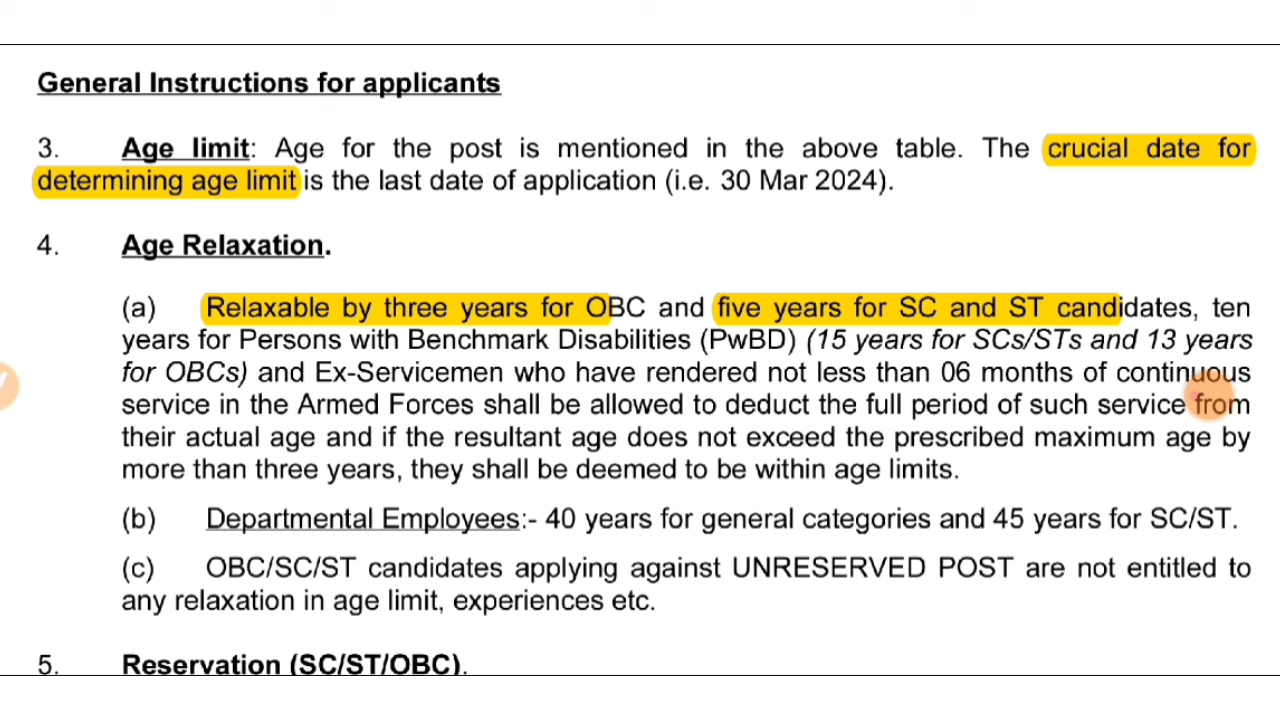 General Instructions for applicants
3. Age limit: Age for the post is mentioned in the above table. The crucial date for
determining age limit is the last date of application (i.e. 30 Mar 2024).
4. Age Relaxation.
(a) Relaxable by three years for OBC and five years for SC and ST candidates, ten
years for Persons with Benchmark Disabilities (PwBD) (15 years for SCs/STs and 13 years
for OBCs) and Ex-Servicemen who have rendered not less than 06 months of continuous
service in the Armed Forces shall be allowed to deduct the full period of such service from
their actual age and if the resultant age does not exceed the prescribed maximum age by
more than three years, they shall be deemed to be within age limits.
(b) Departmental Employees:- 40 years for general categories and 45 years for SC/ST.
(c) OBC/SC/ST candidates applying against UNRESERVED POST are not entitled to
any relaxation in age limit, experiences etc.
5. Reservation (SC/ST/OBC).